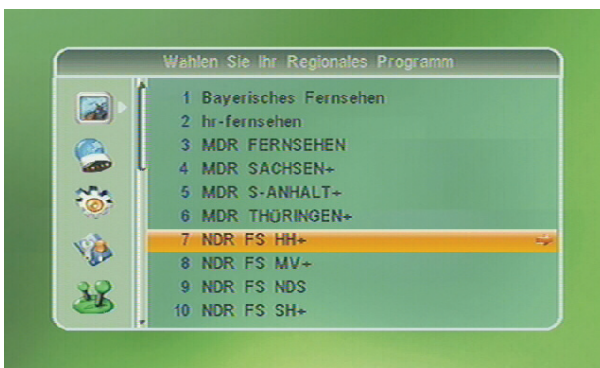 Wählen Sie Ihr Regionales Programm
1 Bayerisches Fernsehen
2 hr-fernsehen
3 MDR FERNSEHEN
4 MDR SACHSEN+
5 MDR S-ANHALT+
6 MDR THÜRINGEN+
7 NDR FS HH+
8 NDR FS MV+
9 NDR FS NDS
10 NDR FS SH+